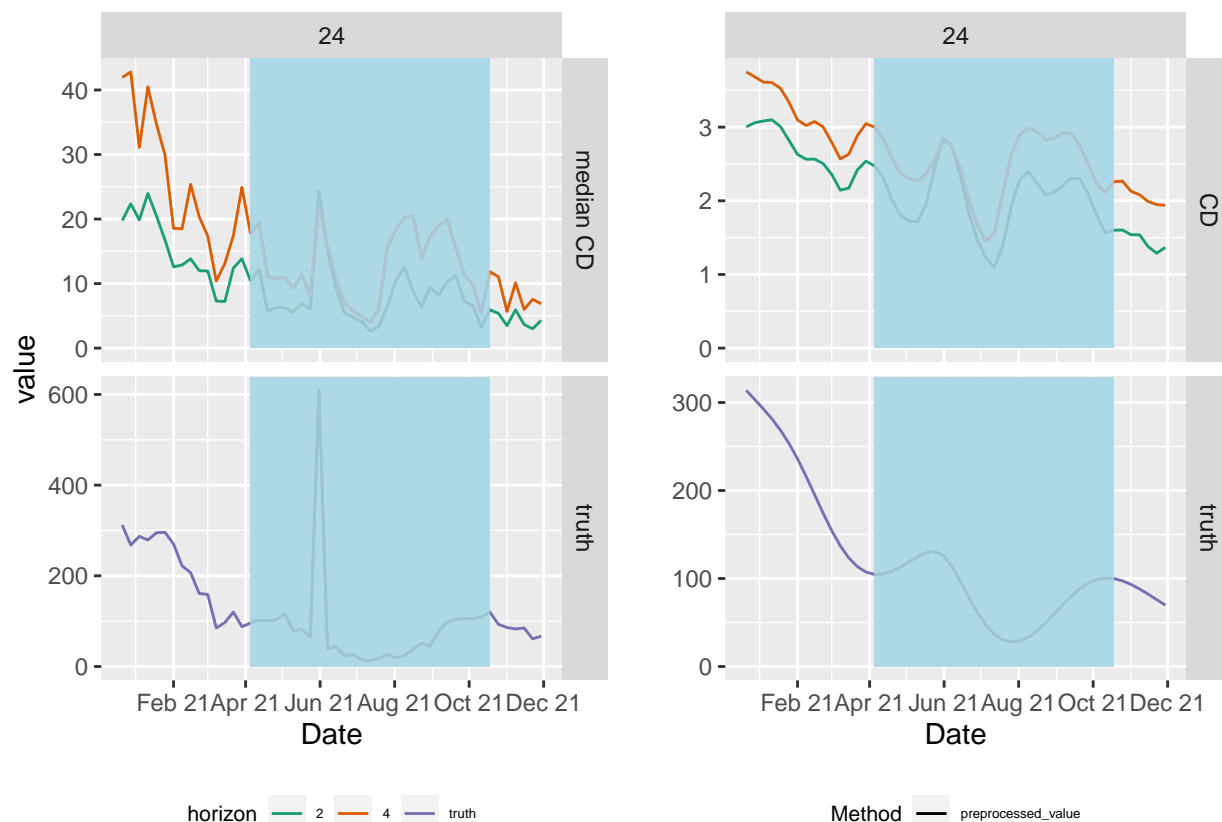 24
24
40
30
20
10
0
median CD
3
2
1
0
CD
value
600
400
200
0
truth
300
200
100
0
truth
Feb 21 Apr 21 Jun 21 Aug 21 Oct 21 Dec 21
Feb 21 Apr 21 Jun 21 Aug 21 Oct 21 Dec 21
Date
Date
horizon 2 4 truth
Method preprocessed_value